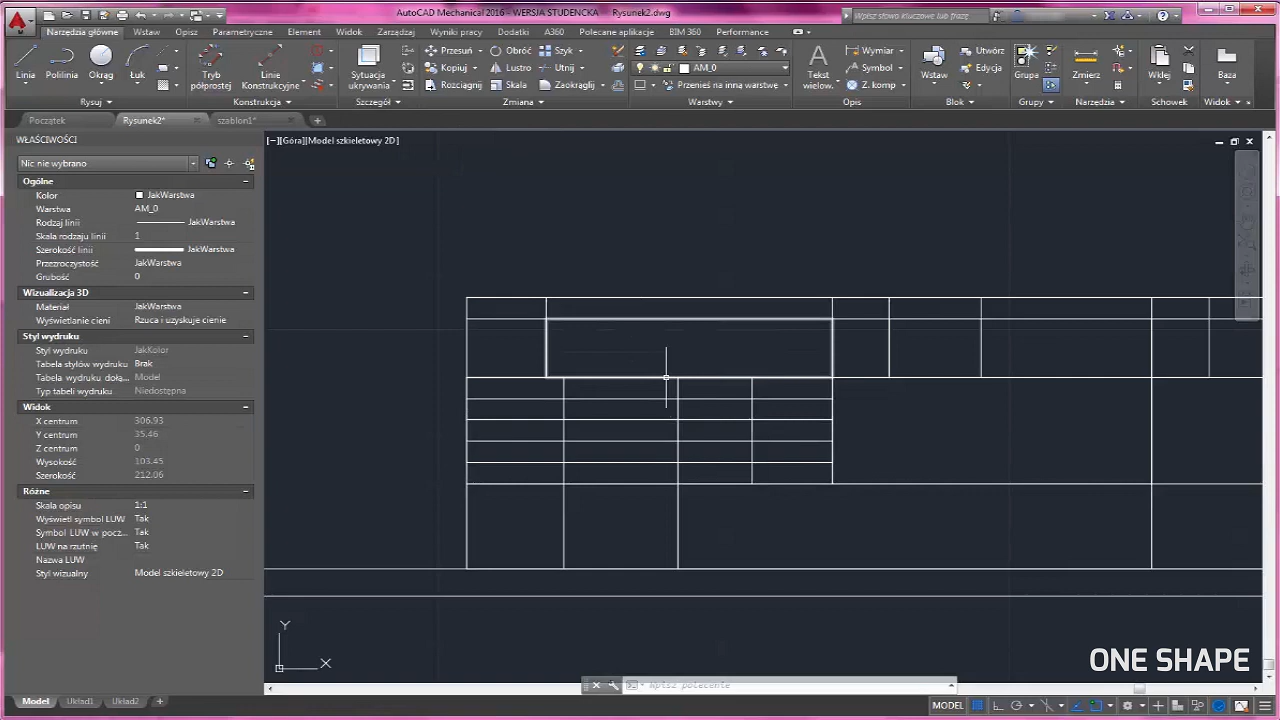 AutoCAD Mechanical 2016 - WERSJA STUDENCKA Rysunek2.dwg
Wpisz słowo kluczowe lub frazę
Narzędzia główne Wstaw Opisz Parametryczne Element Widok Zarządzaj Wyniki pracy Dodatki A360 Polecane aplikacje BIM 360 Performance
Linia Polilinia Okrąg Łuk
Tryb półprostej Linie Konstrukcyjne
Sytuacja ukrywania
Przesuń Obróć Szyk
Kopiuj Lustro Utnij
Rozciągnij Skala Zaokrąglij
AM_0
Przenieś na inną warstwę
Tekst wielow.
Wymiar
Symbol
Z. komp
Wstaw
Utwórz
Edycja
Grupa Zmierz Wklej Baza
Rysuj Konstrukcja Szczegół Zmiana Warstwy Opis Blok Grupy Narzędzia Schowek Widok
Początek Rysunek2* szablon1*
WŁAŚCIWOŚCI
[−][Góra][Model szkieletowy 2D]
Nic nie wybrano
Ogólne
Kolor JakWarstwa
Warstwa AM_0
Rodzaj linii JakWarstwa
Skala rodzaju linii 1
Szerokość linii JakWarstwa
Przezroczystość JakWarstwa
Grubość 0
Wizualizacja 3D
Materiał JakWarstwa
Wyświetlanie cieni Rzuca i uzyskuje cienie
Styl wydruku
Styl wydruku JakKolor
Tabela stylów wydruku Brak
Tabela wydruku dołą... Model
Typ tabeli wydruku Niedostępna
Widok
X centrum 306.93
Y centrum 35.46
Z centrum 0
Wysokość 103.45
Szerokość 212.06
Różne
Skala opisu 1:1
Wyświetl symbol LUW Tak
Symbol LUW w pocz... Tak
LUW na rzutnię Tak
Nazwa LUW
Styl wizualny Model szkieletowy 2D
Y
X
ONE SHAPE
Wpisz polecenie
Model Układ1 Układ2
MODEL